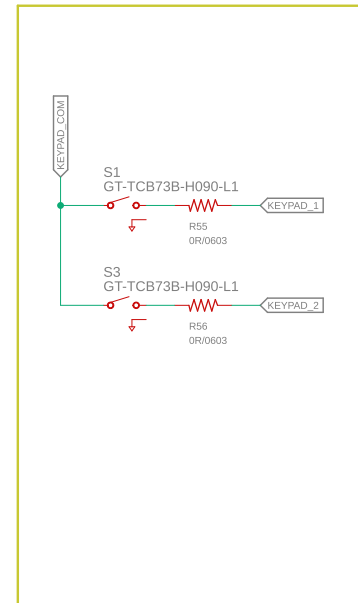 KEYPAD_COM
S1
GT-TCB73B-H090-L1
KEYPAD_1
R55
0R/0603
S3
GT-TCB73B-H090-L1
KEYPAD_2
R56
0R/0603